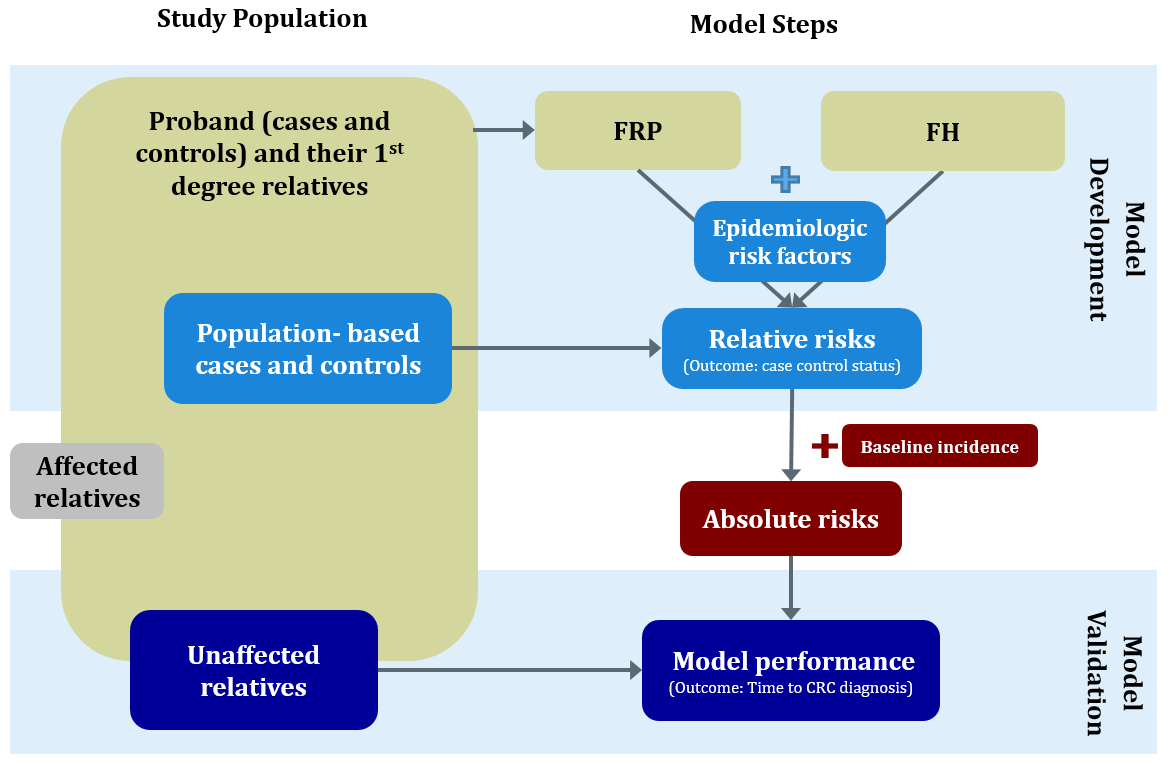 Study Population
Model Steps
Proband (cases and
controls) and their 1st
degree relatives
FRP
FH
Epidemiologic
risk factors
Model
Development
Population- based
cases and controls
Relative risks
(Outcome: case control status)
Affected
relatives
Baseline incidence
Absolute risks
Unaffected
relatives
Model performance
(Outcome: Time to CRC diagnosis)
Model
Validation